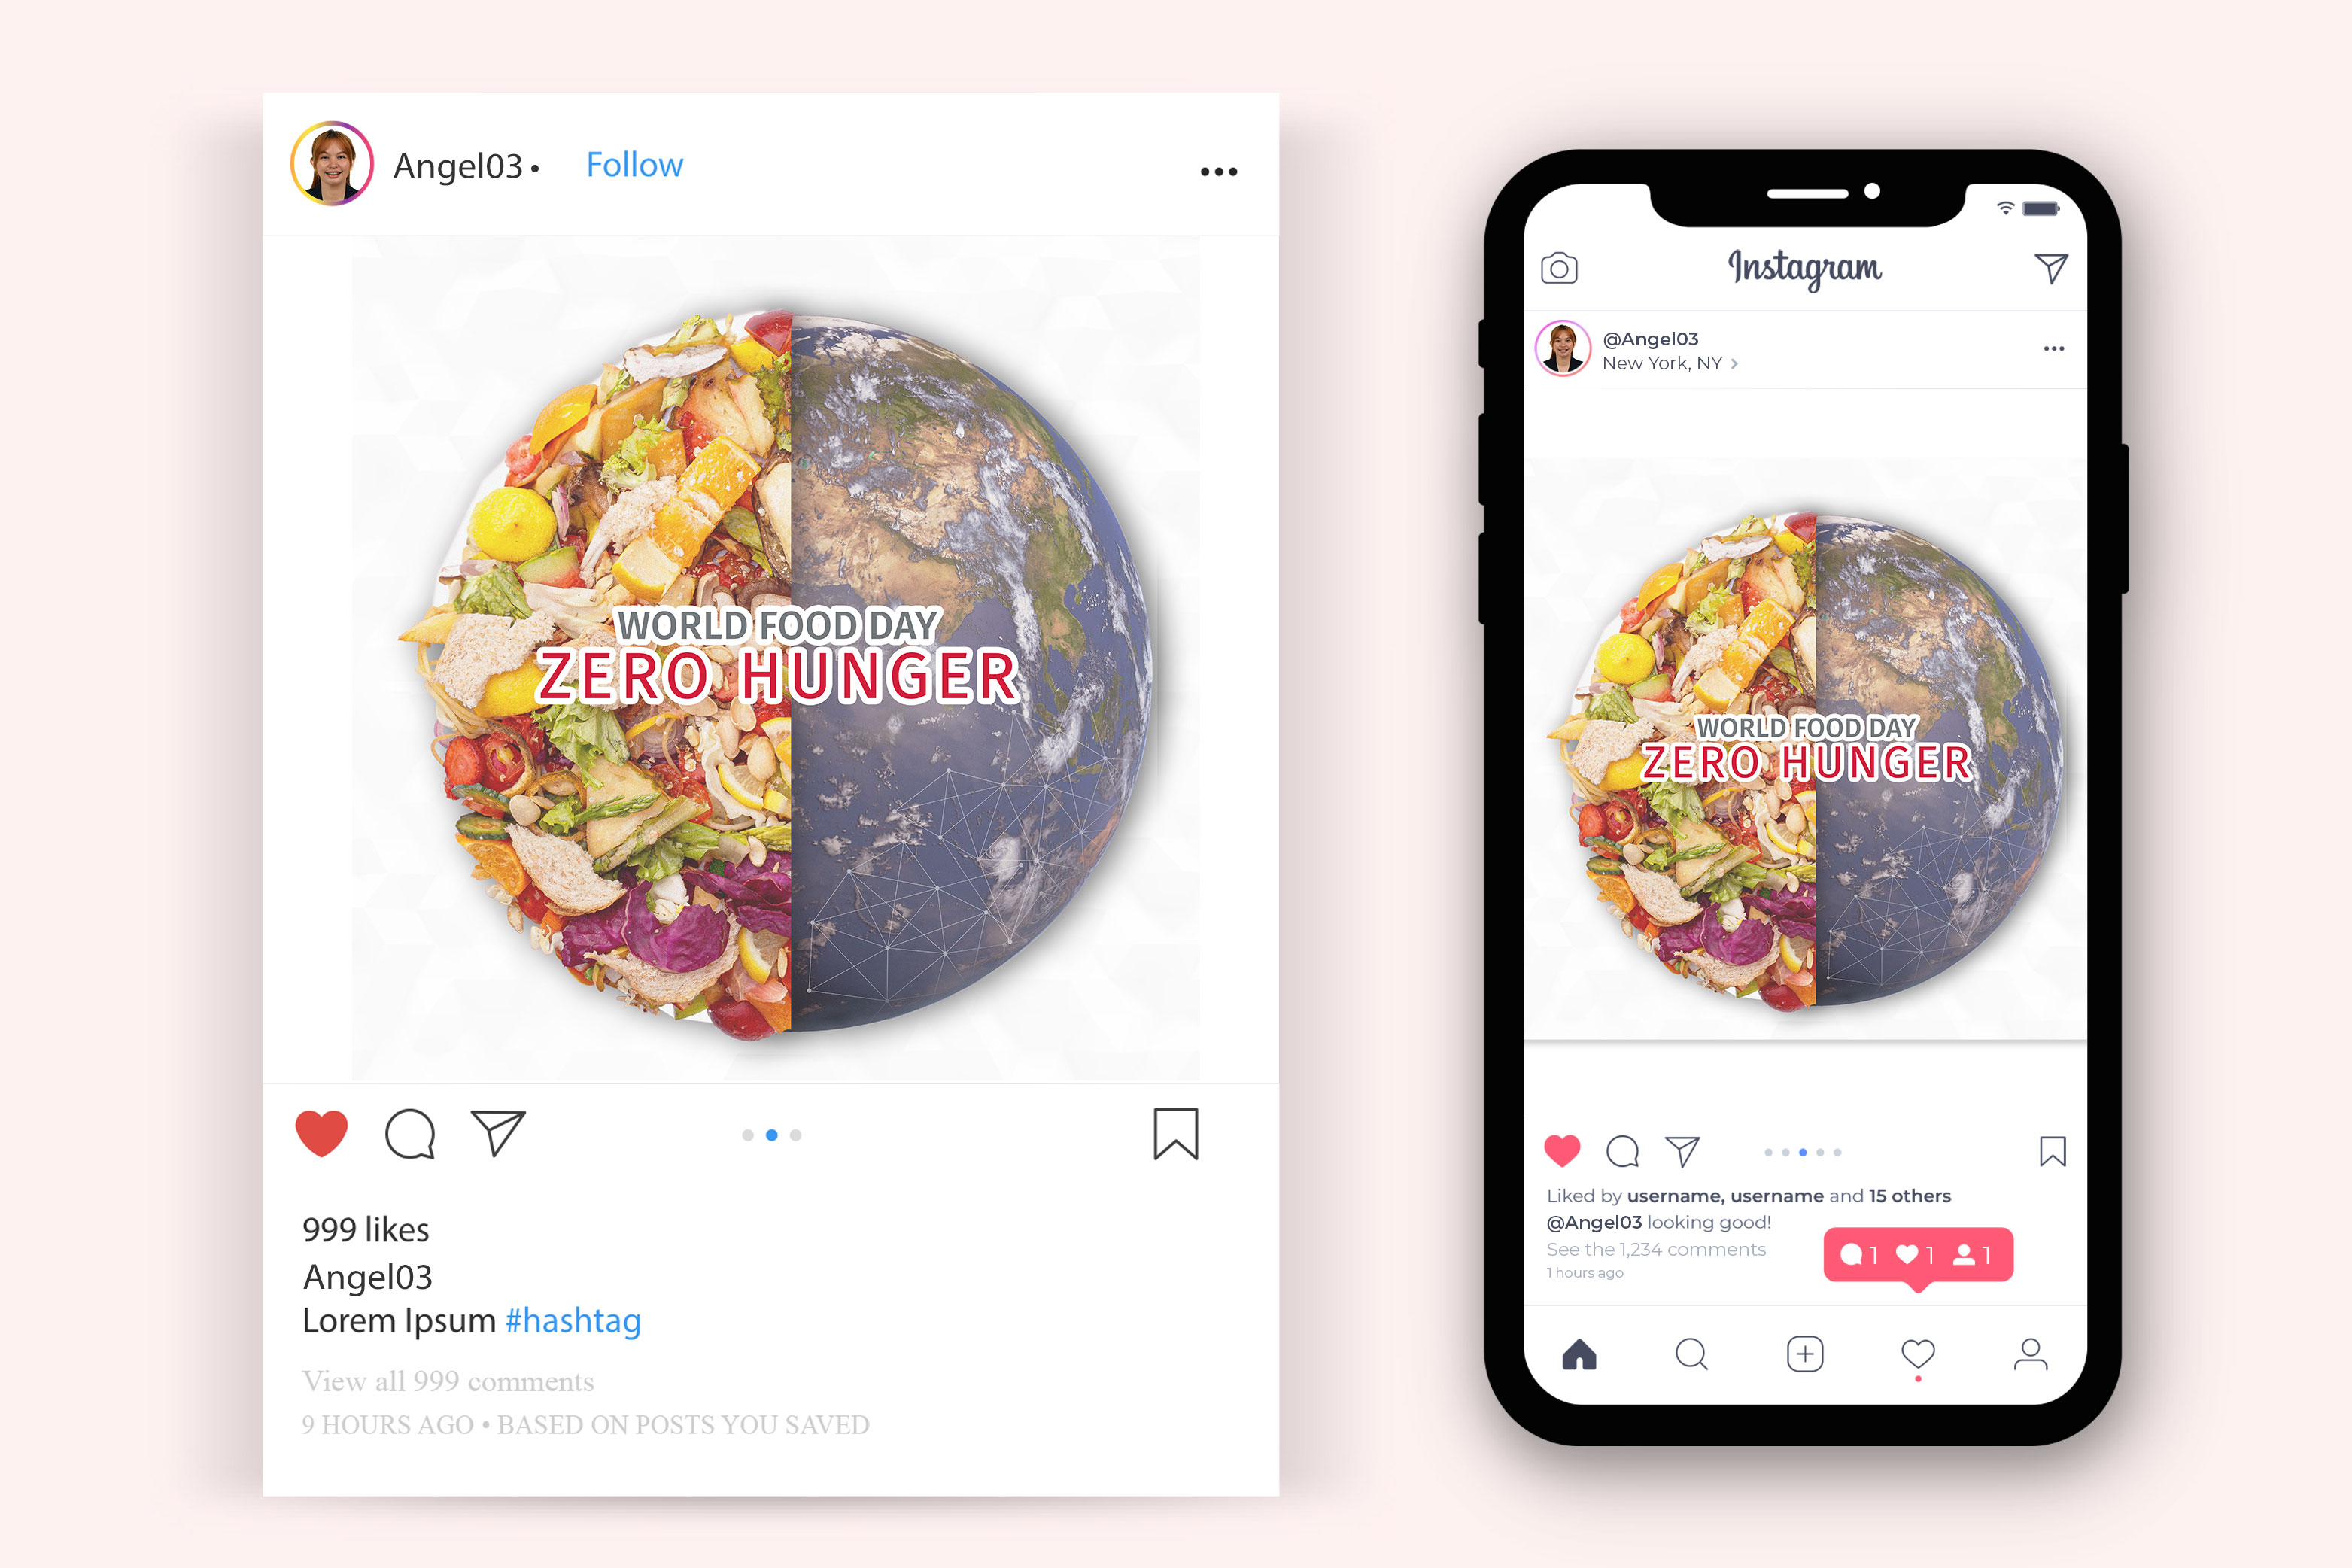 Angel03 • Follow
WORLD FOOD DAY
ZERO HUNGER
999 likes
Angel03
Lorem Ipsum #hashtag
View all 999 comments
9 HOURS AGO • BASED ON POSTS YOU SAVED
Instagram
@Angel03
New York, NY >
WORLD FOOD DAY
ZERO HUNGER
Liked by username, username and 15 others
@Angel03 looking good!
See the 1,234 comments
1 hours ago
1 1 1